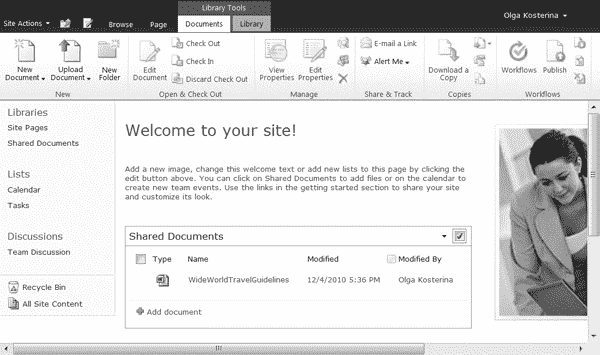 Library Tools
Site Actions Browse Page Documents Library Olga Kosterina
New Document Upload Document New Folder
Edit Document Check Out Check In Discard Check Out
View Properties Edit Properties
E-mail a Link Alert Me
Download a Copy
Workflows Publish
New Open & Check Out Manage Share & Track Copies Workflows
Libraries
Site Pages
Shared Documents
Lists
Calendar
Tasks
Discussions
Team Discussion
Recycle Bin
All Site Content
Welcome to your site!
Add a new image, change this welcome text or add new lists to this page by clicking the
edit button above. You can click on Shared Documents to add files or on the calendar to
create new team events. Use the links in the getting started section to share your site
and customize its look.
Shared Documents
Type Name Modified Modified By
WideWorldTravelGuidelines 12/4/2010 5:36 PM Olga Kosterina
Add document